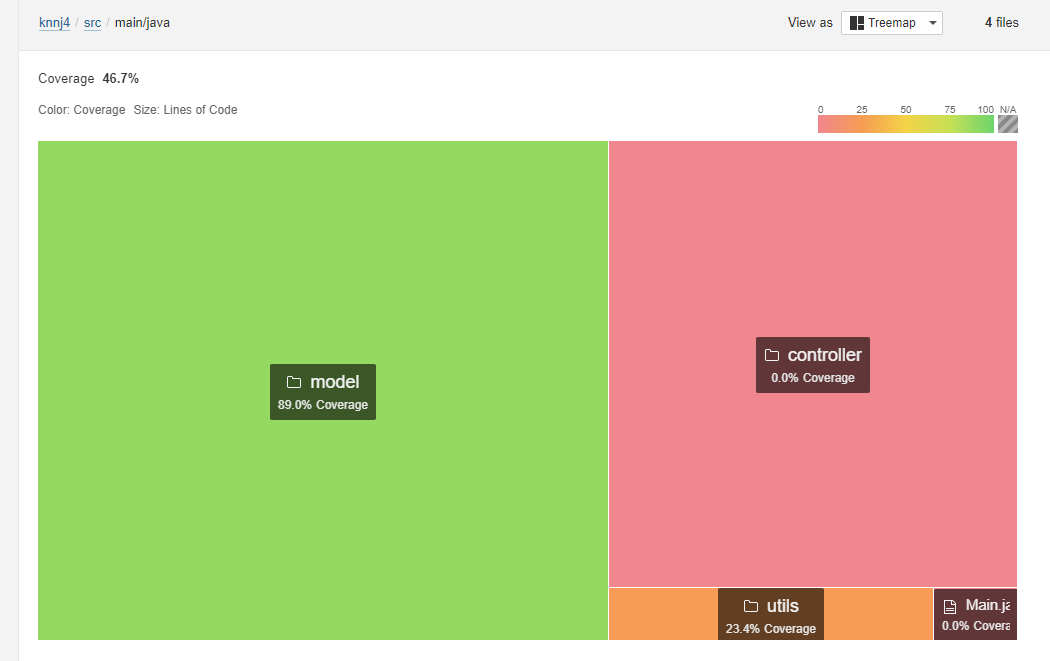 knnj4 / src / main/java
View as Treemap 4 files
Coverage 46.7%
Color: Coverage Size: Lines of Code
0 25 50 75 100 N/A
model
89.0% Coverage
controller
0.0% Coverage
utils
23.4% Coverage
Main.ja
0.0% Covera